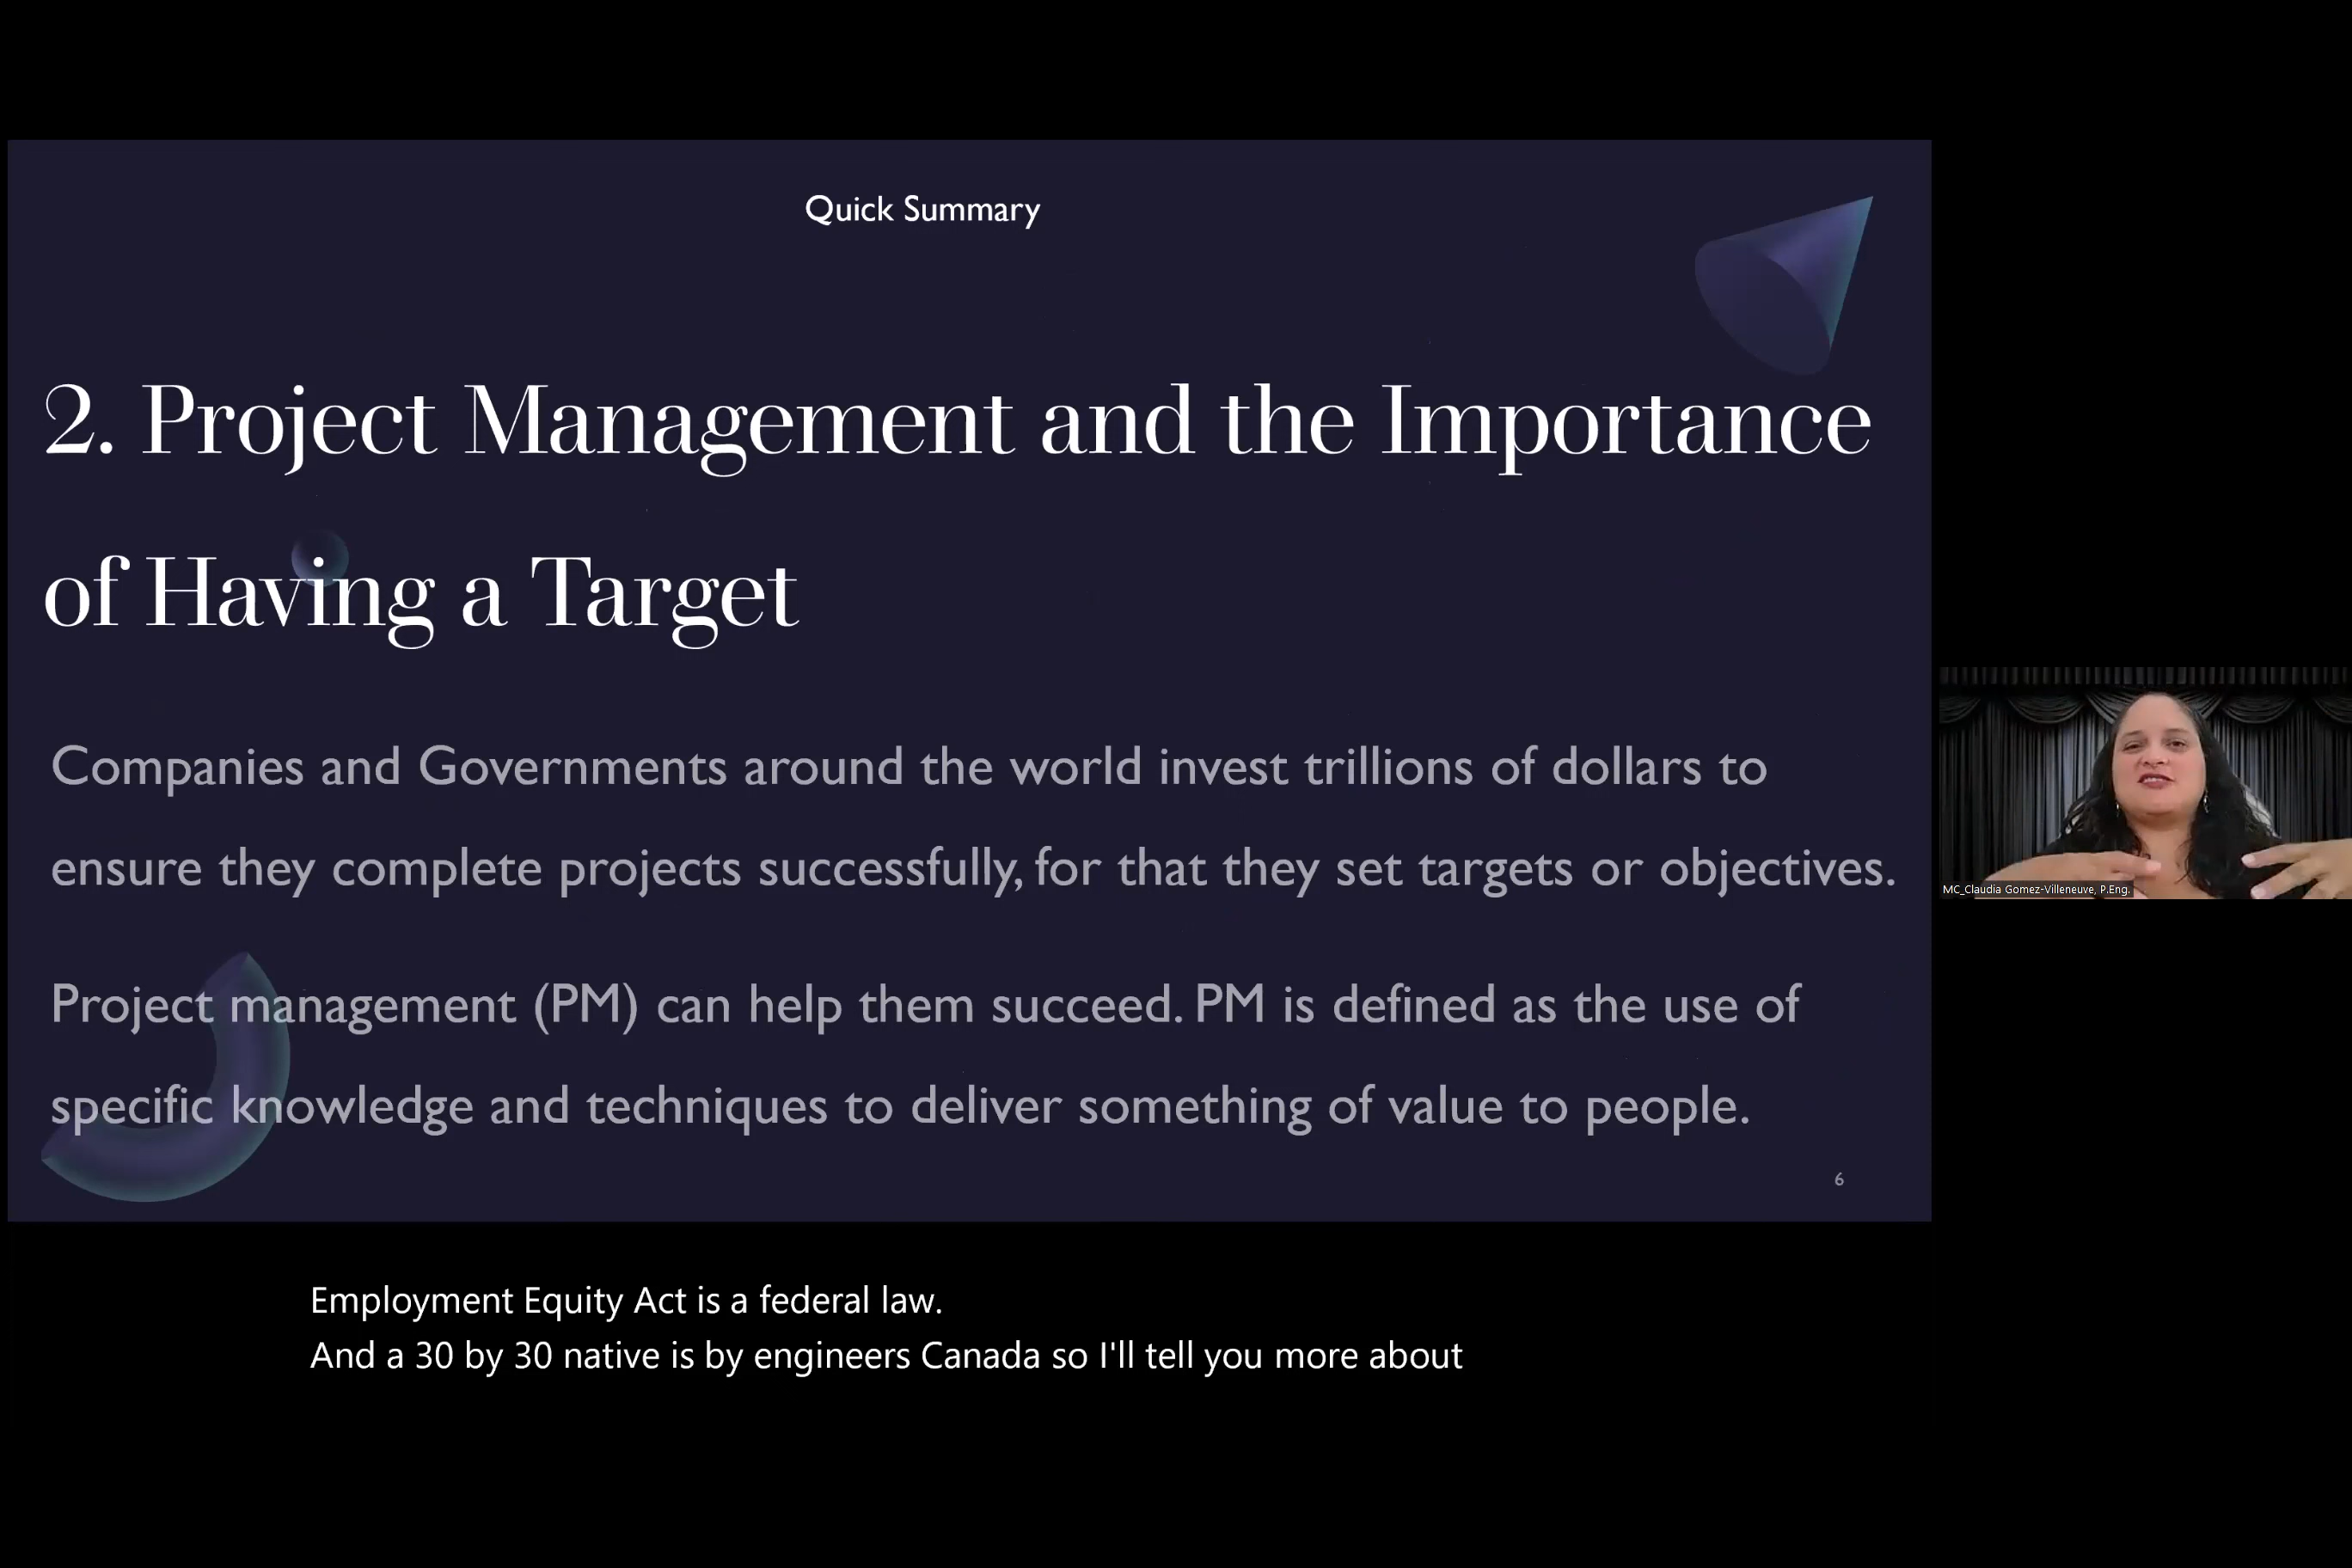 Quick Summary
2. Project Management and the Importance
of Having a Target
Companies and Governments around the world invest trillions of dollars to
ensure they complete projects successfully, for that they set targets or objectives.
Project management (PM) can help them succeed. PM is defined as the use of
specific knowledge and techniques to deliver something of value to people.
6
MC_Claudia Gomez-Villeneuve, P.Eng.
Employment Equity Act is a federal law.
And a 30 by 30 native is by engineers Canada so I'll tell you more about